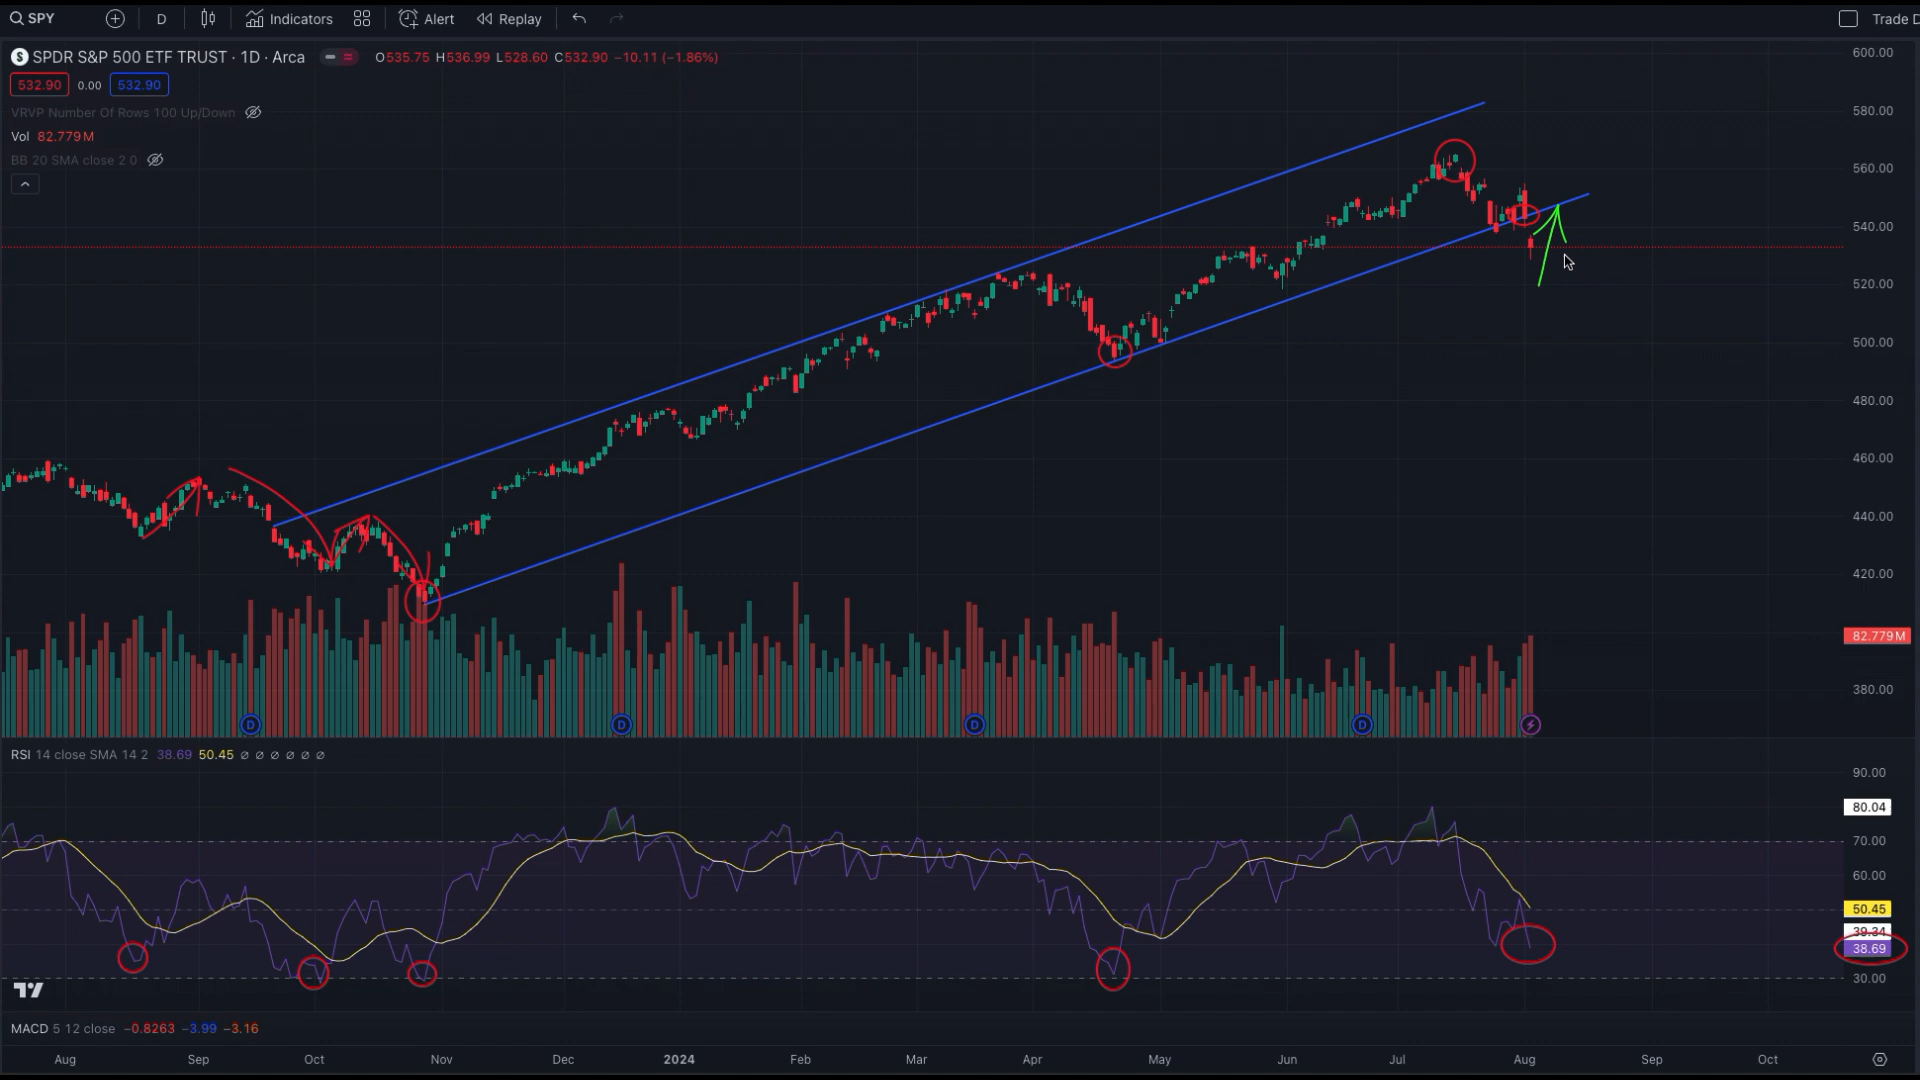 SPY D Indicators Alert Replay Trade D
SPDR S&P 500 ETF TRUST · 1D · Arca O535.75 H536.99 L528.60 C532.90 −10.11 (−1.86%)
532.90 0.00 532.90
VRVP Number Of Rows 100 Up/Down
Vol 82.779M
BB 20 SMA close 2 0
600.00
580.00
560.00
540.00
520.00
500.00
480.00
460.00
440.00
420.00
82.779M
380.00
D D D D
RSI 14 close SMA 14 2 38.69 50.45 ∅ ∅ ∅ ∅ ∅ ∅
90.00
80.04
70.00
60.00
50.45
39.34
38.69
30.00
MACD 5 12 close −0.8263 −3.99 −3.16
Aug Sep Oct Nov Dec 2024 Feb Mar Apr May Jun Jul Aug Sep Oct